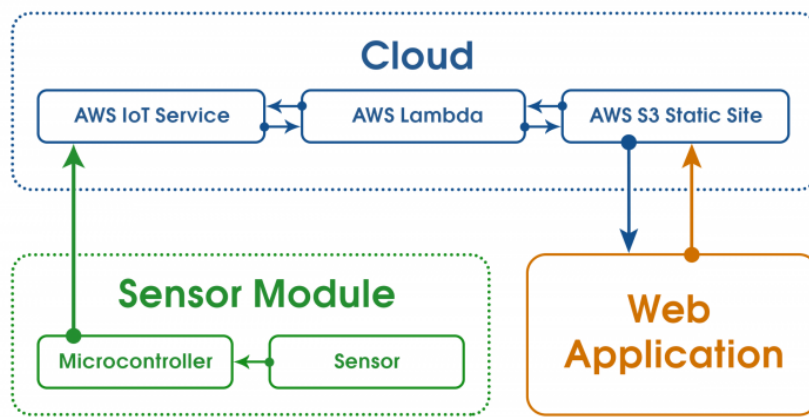 Cloud
AWS IoT Service
AWS Lambda
AWS S3 Static Site
Sensor Module
Microcontroller
Sensor
Web
Application